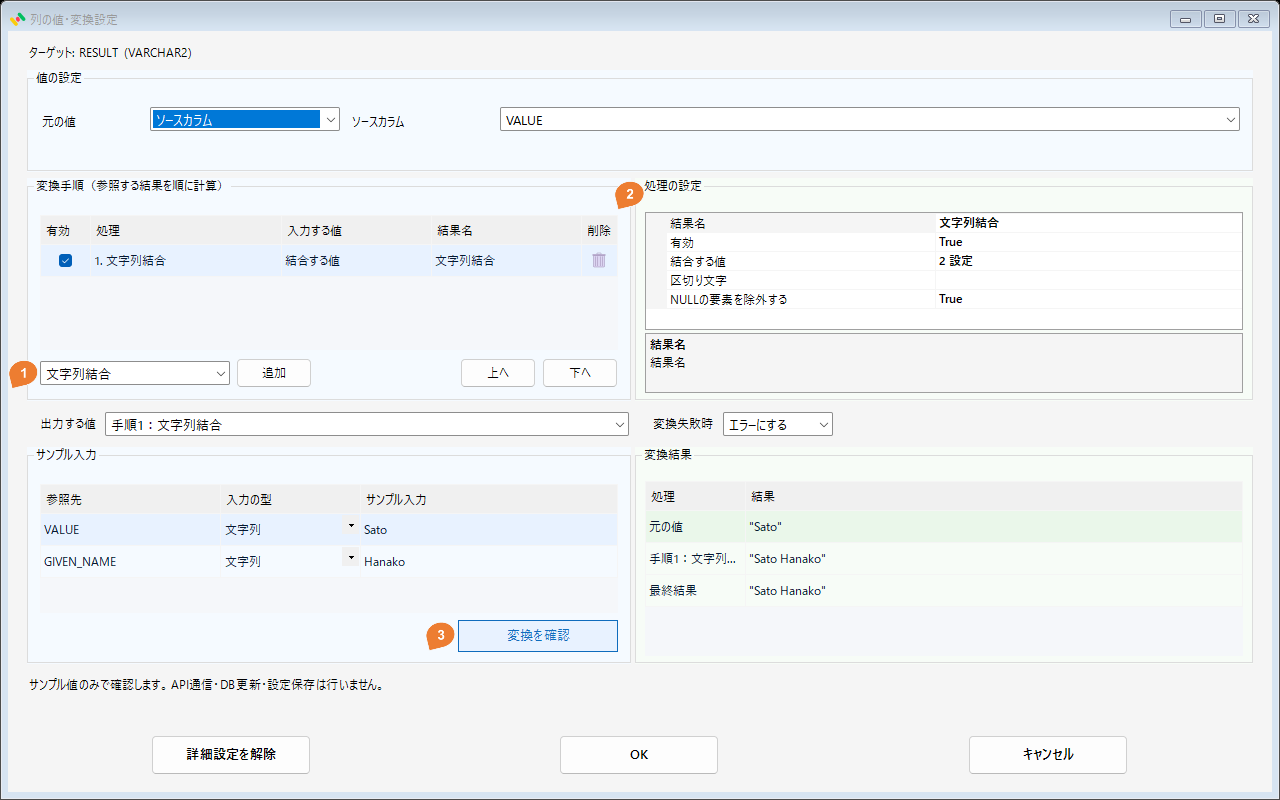 列の値・変換設定
ターゲット: RESULT (VARCHAR2)
値の設定
元の値 ソースカラム ソースカラム VALUE
変換手順（参照する結果を順に計算）
有効 処理 入力する値 結果名 削除
1. 文字列結合 結合する値 文字列結合
1 文字列結合 追加 上へ 下へ
2 処理の設定
結果名 文字列結合
有効 True
結合する値 2 設定
区切り文字
NULLの要素を除外する True
結果名
結果名
出力する値 手順1：文字列結合 変換失敗時 エラーにする
サンプル入力
参照先 入力の型 サンプル入力
VALUE 文字列 Sato
GIVEN_NAME 文字列 Hanako
3 変換を確認
変換結果
処理 結果
元の値 "Sato"
手順1：文字列... "Sato Hanako"
最終結果 "Sato Hanako"
サンプル値のみで確認します。API通信・DB更新・設定保存は行いません。
詳細設定を解除 OK キャンセル